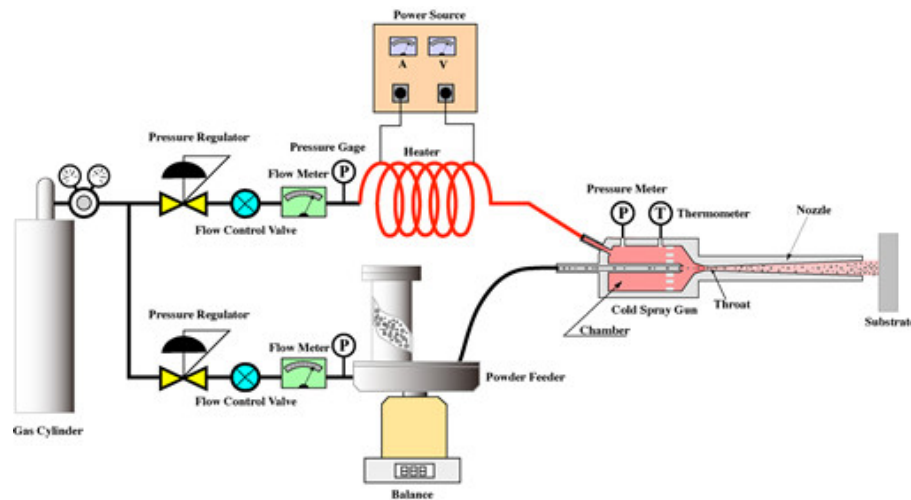 Power Source
A V
Pressure Regulator
Pressure Gage
Heater
P
Flow Meter
Flow Control Valve
Pressure Meter
P T Thermometer
Nozzle
Throat
Cold Spray Gun
Chamber
Substrate
Pressure Regulator
Flow Meter
P
Flow Control Valve
Powder Feeder
Gas Cylinder
Balance